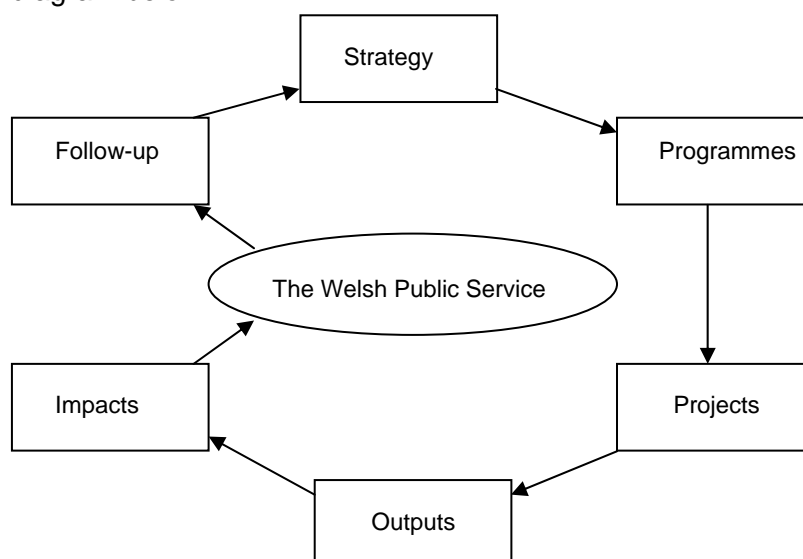 Strategy
Follow-up
Programmes
The Welsh Public Service
Impacts
Projects
Outputs